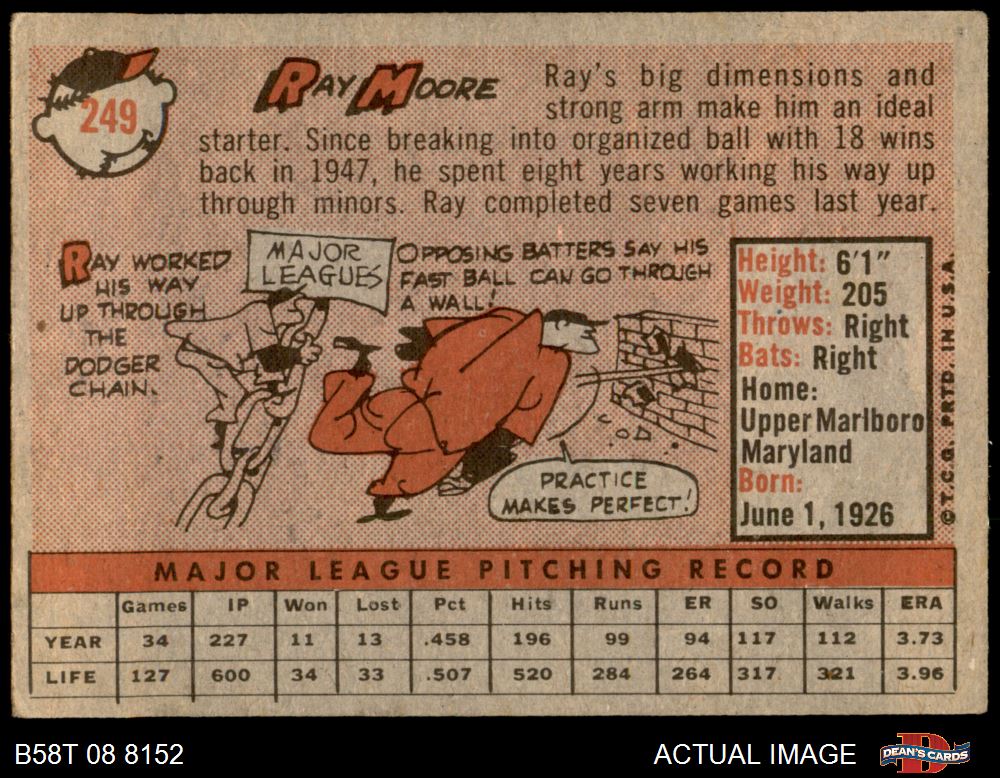 249
RAY MOORE
Ray's big dimensions and
strong arm make him an ideal
starter. Since breaking into organized ball with 18 wins
back in 1947, he spent eight years working his way up
through minors. Ray completed seven games last year.
RAY WORKED
HIS WAY
UP THROUGH
THE
DODGER
CHAIN.
MAJOR
LEAGUES
OPPOSING BATTERS SAY HIS
FAST BALL CAN GO THROUGH
A WALL!
PRACTICE
MAKES PERFECT!
Height: 6'1"
Weight: 205
Throws: Right
Bats: Right
Home:
Upper Marlboro
Maryland
Born:
June 1, 1926
© T.C.G. PRTD. IN U.S.A.
MAJOR LEAGUE PITCHING RECORD
Games IP Won Lost Pct Hits Runs ER SO Walks ERA
YEAR 34 227 11 13 .458 196 99 94 117 112 3.73
LIFE 127 600 34 33 .507 520 284 264 317 321 3.96
B58T 08 8152
ACTUAL IMAGE
D
DEAN'S CARDS